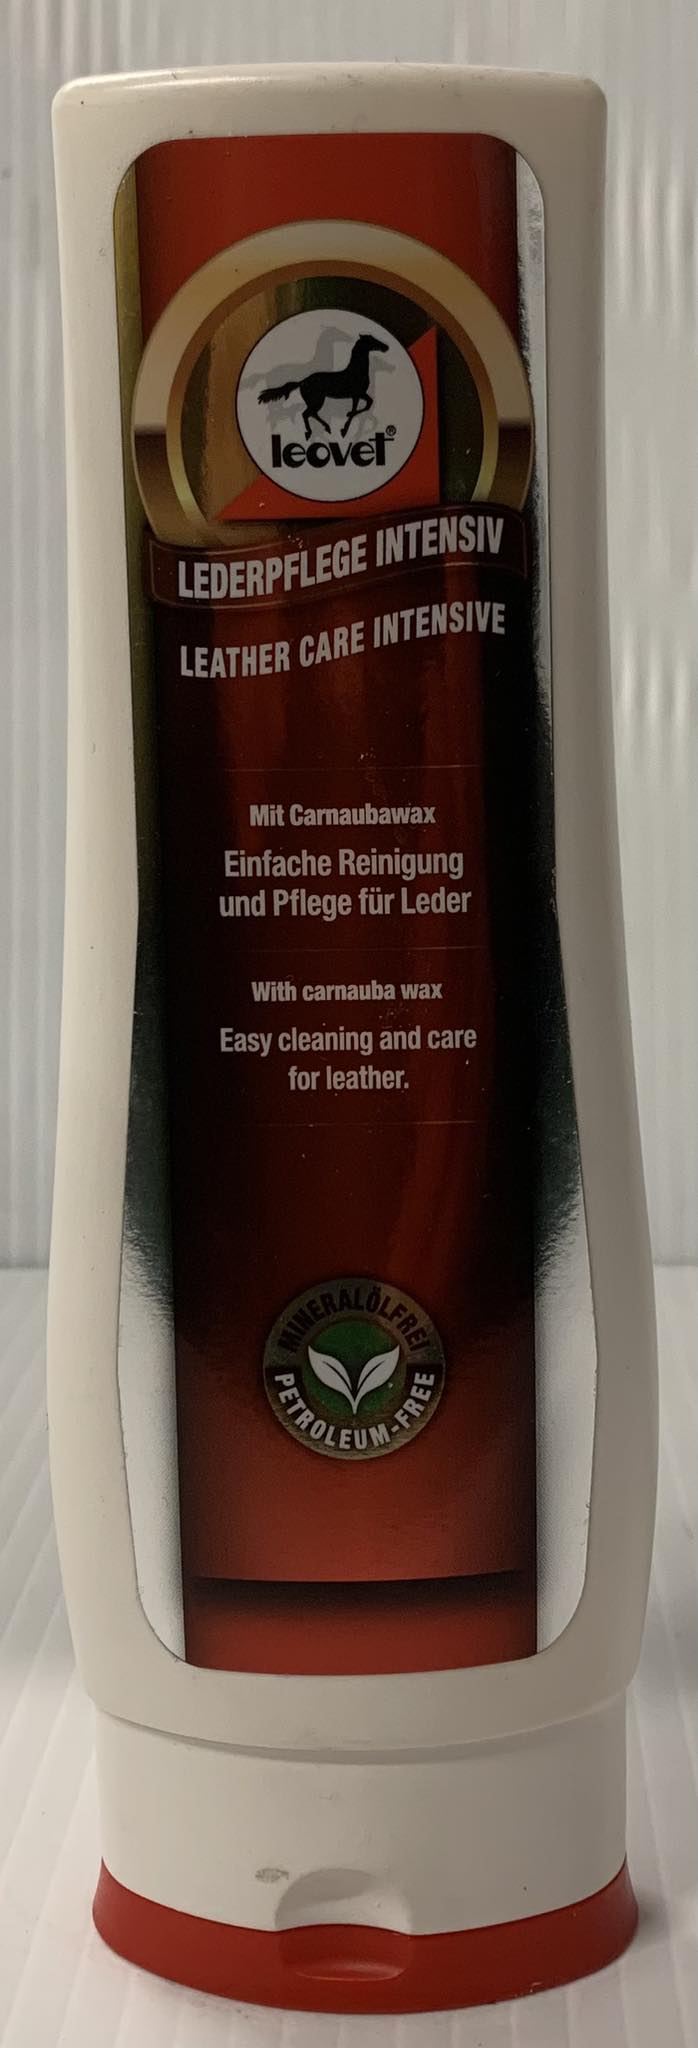 leovet®
LEDERPFLEGE INTENSIV
LEATHER CARE INTENSIVE
Mit Carnaubawax
Einfache Reinigung
und Pflege für Leder
With carnauba wax
Easy cleaning and care
for leather.
MINERALÖLFREI
PETROLEUM-FREE